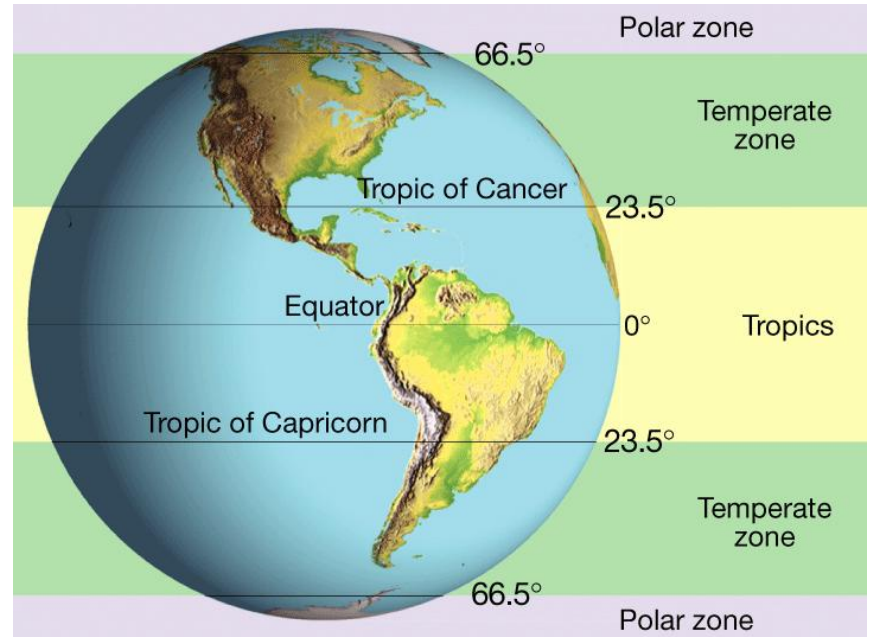 Polar zone
66.5°
Temperate
zone
Tropic of Cancer
23.5°
Equator
0°
Tropics
Tropic of Capricorn
23.5°
Temperate
zone
66.5°
Polar zone